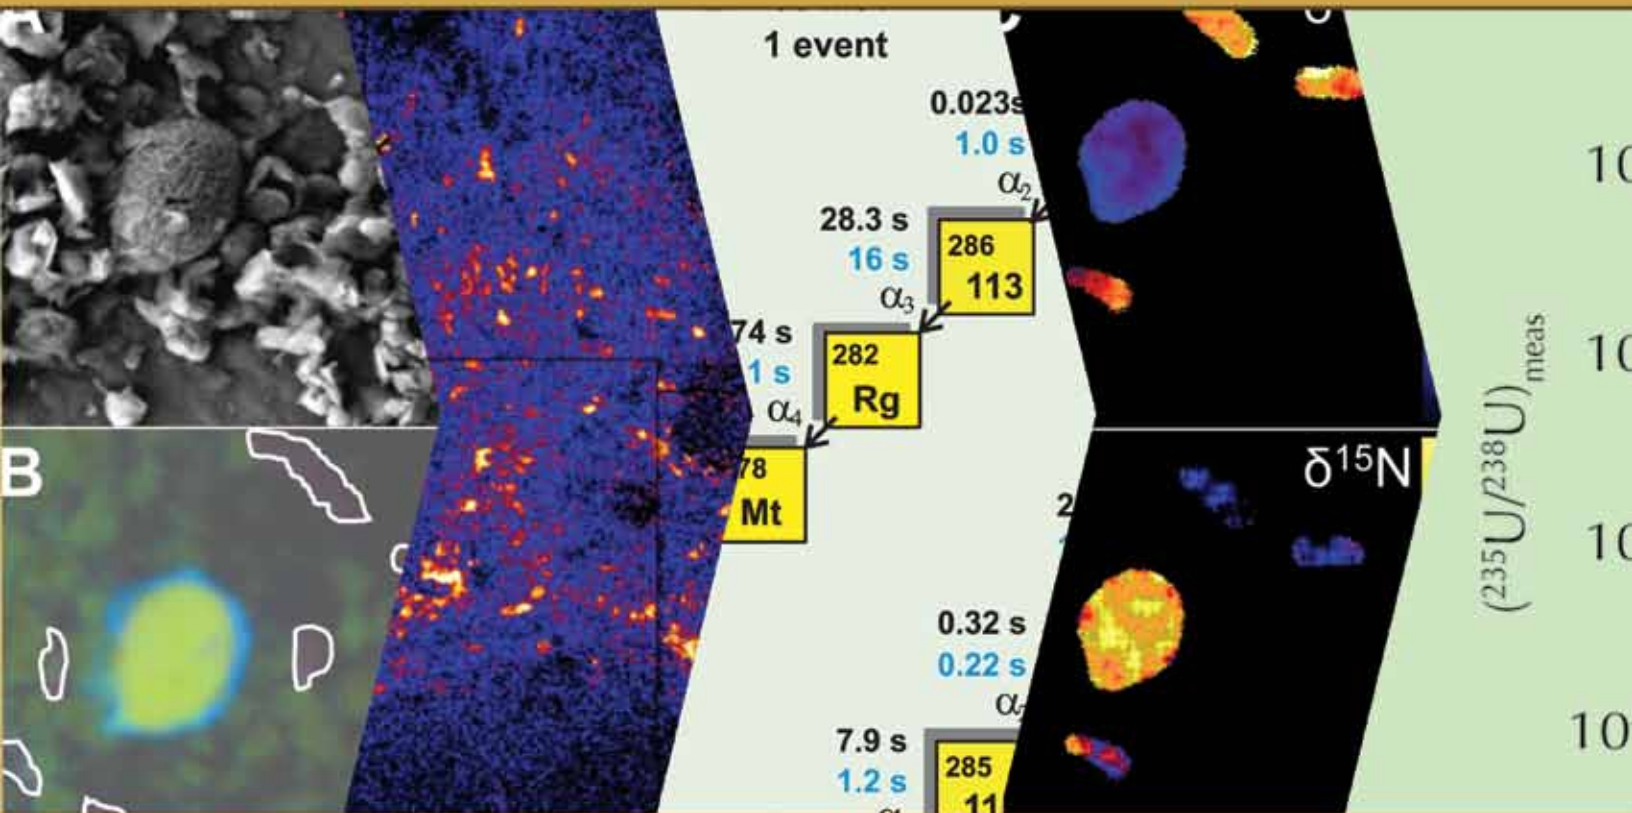 1 event
0.023s
1.0 s
α2
28.3 s
16 s
286
113
α3
74 s
1 s
282
Rg
α4
78
Mt
B
δ15N
0.32 s
0.22 s
7.9 s
1.2 s
285
11
(235U/238U)meas
10
10
10
10